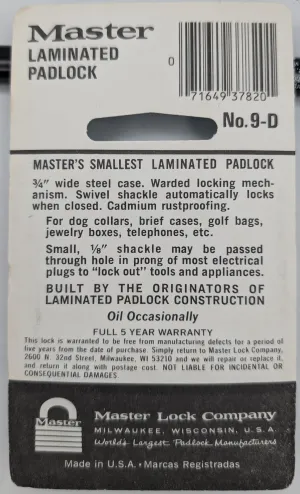 Master
LAMINATED
PADLOCK
0
71649 37820
No.9-D
MASTER'S SMALLEST LAMINATED PADLOCK
¾" wide steel case. Warded locking mech-
anism. Swivel shackle automatically locks
when closed. Cadmium rustproofing.
For dog collars, brief cases, golf bags,
jewelry boxes, telephones, etc.
Small, ⅛" shackle may be passed
through hole in prong of most electrical
plugs to "lock out" tools and appliances.
BUILT BY THE ORIGINATORS OF
LAMINATED PADLOCK CONSTRUCTION
Oil Occasionally
FULL 5 YEAR WARRANTY
This lock is warranted to be free from manufacturing defects for a period of
five years from the date of purchase. Simply return to Master Lock Company,
2600 N. 32nd Street, Milwaukee, WI 53210 and we will repair or replace it,
and return it along with postage cost. NOT LIABLE FOR INCIDENTAL OR
CONSEQUENTIAL DAMAGES.
Master
Master Lock Company
MILWAUKEE, WISCONSIN, U.S.A.
World's Largest Padlock Manufacturers
Made in U.S.A. • Marcas Registradas